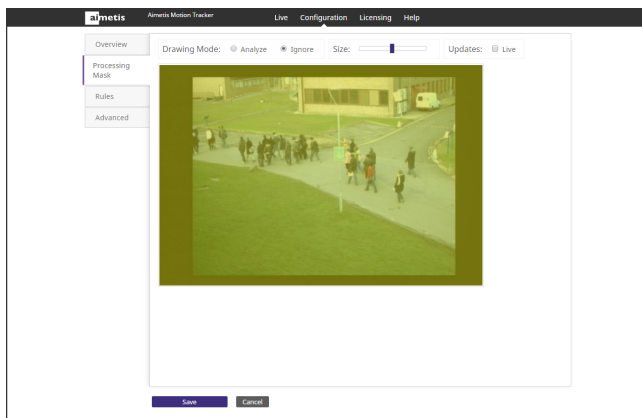 aimetis Aimetis Motion Tracker Live Configuration Licensing Help
Overview
Processing
Mask
Rules
Advanced
Drawing Mode: Analyze Ignore Size: Updates: Live
Save Cancel